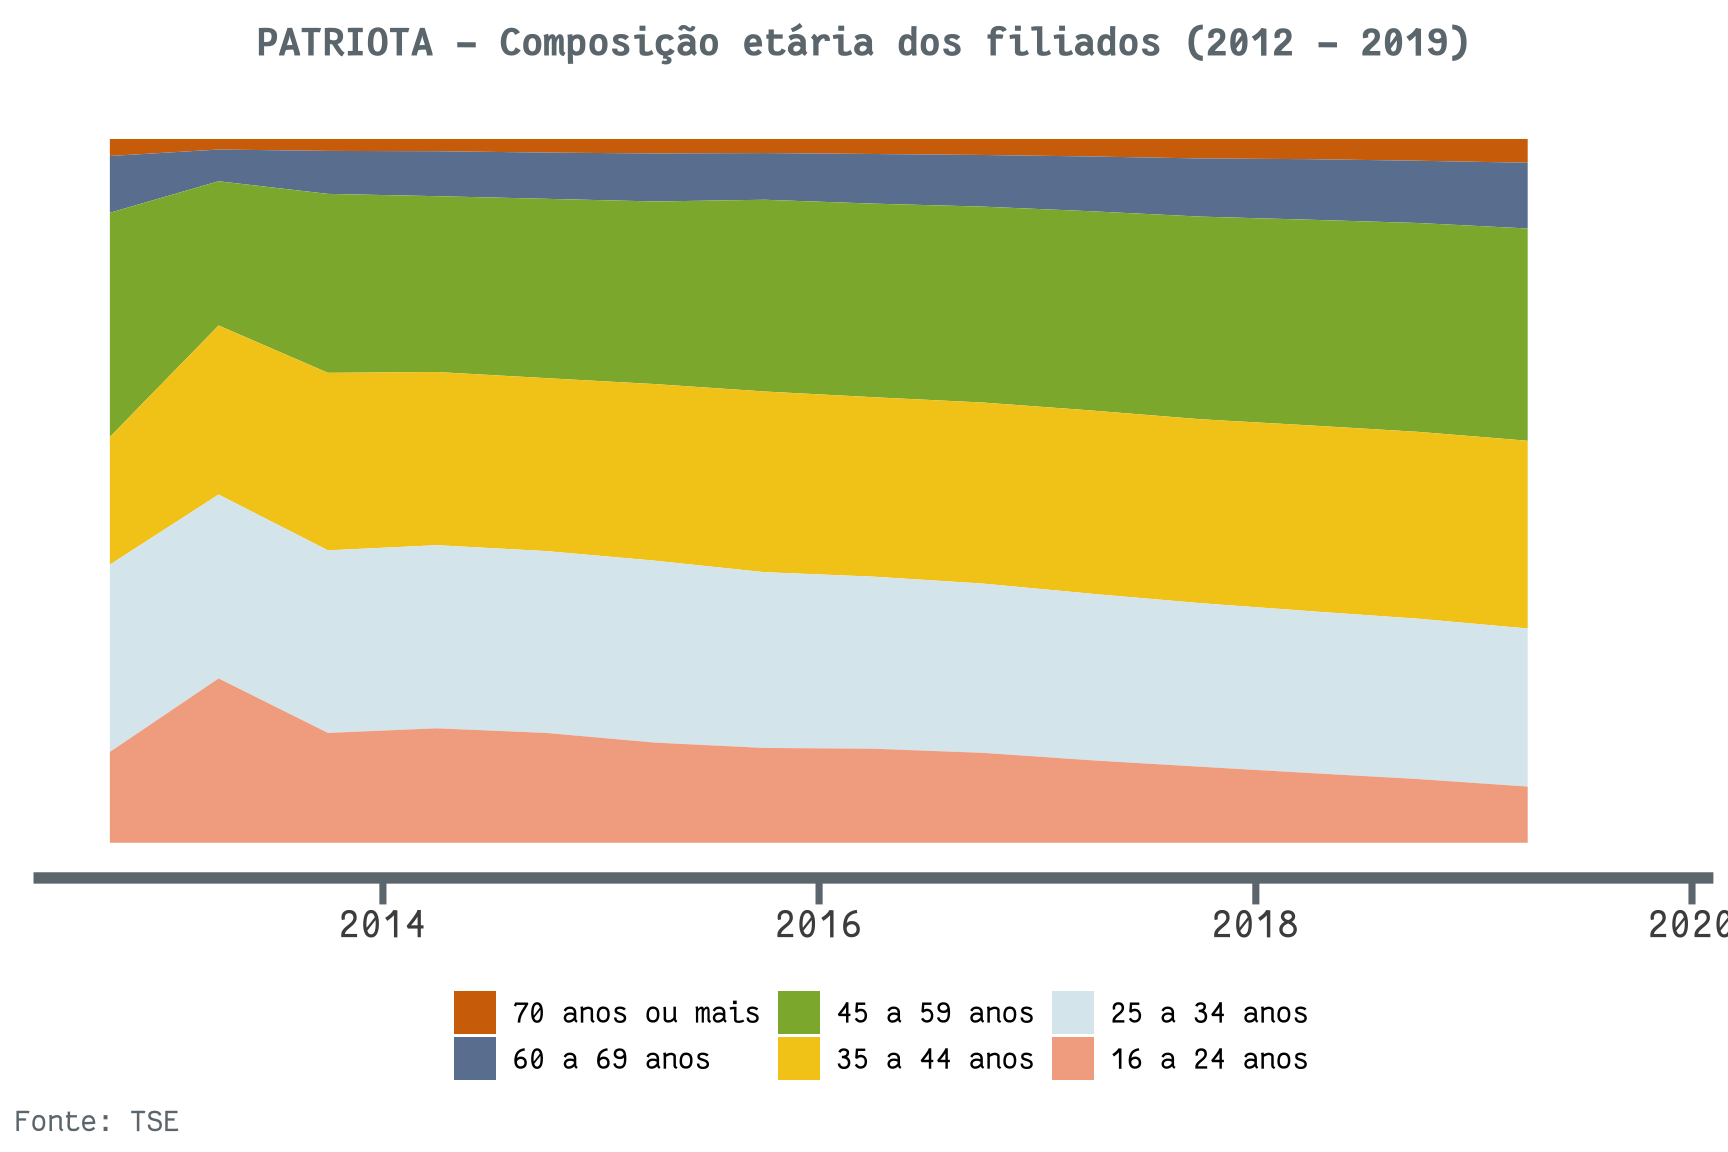 PATRIOTA – Composição etária dos filiados (2012 – 2019)
2014 2016 2018 2020
70 anos ou mais 45 a 59 anos 25 a 34 anos
60 a 69 anos 35 a 44 anos 16 a 24 anos
Fonte: TSE